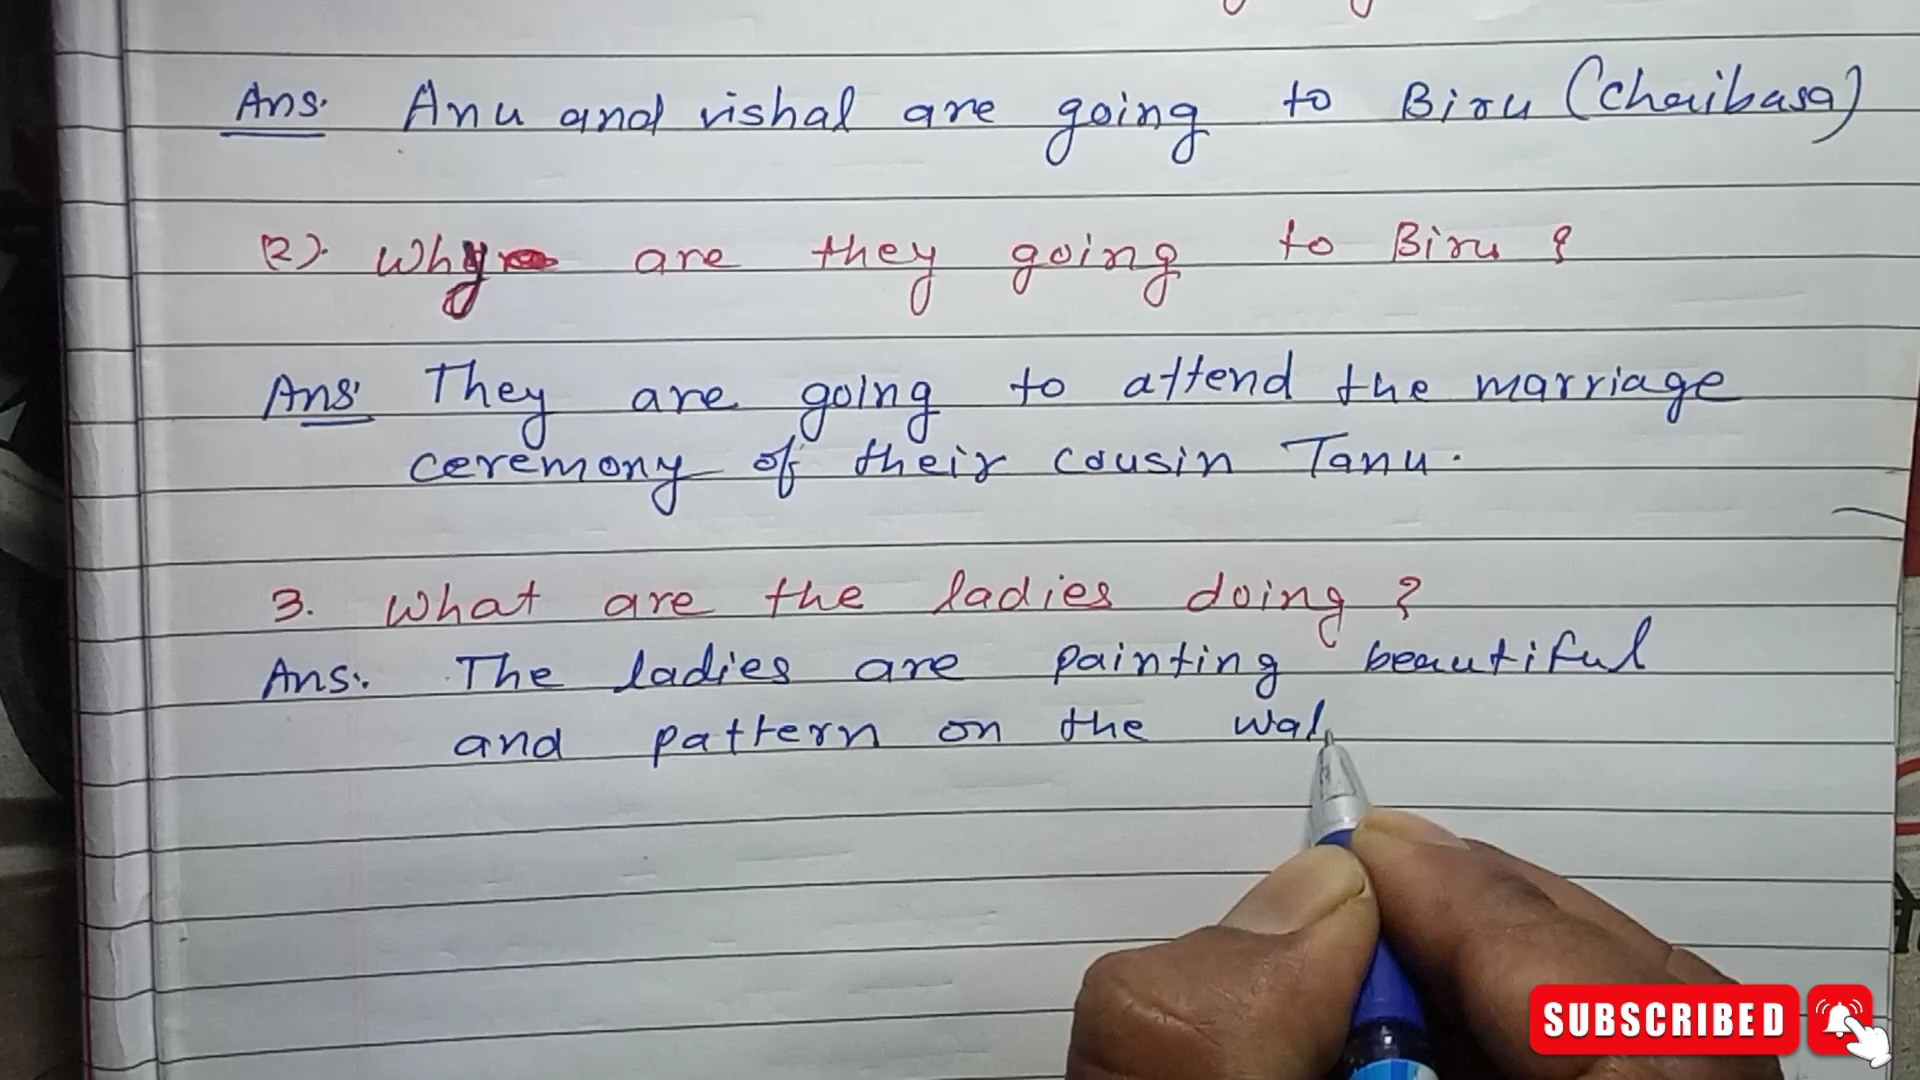 Ans. Anu and vishal are going to Biru (chaibasa)
(2). Why are they going to Biru ?
Ans: They are going to attend the marriage
ceremony of their cousin Tanu.
3. What are the ladies doing ?
Ans:. The ladies are painting beautiful
and pattern on the wal
SUBSCRIBED